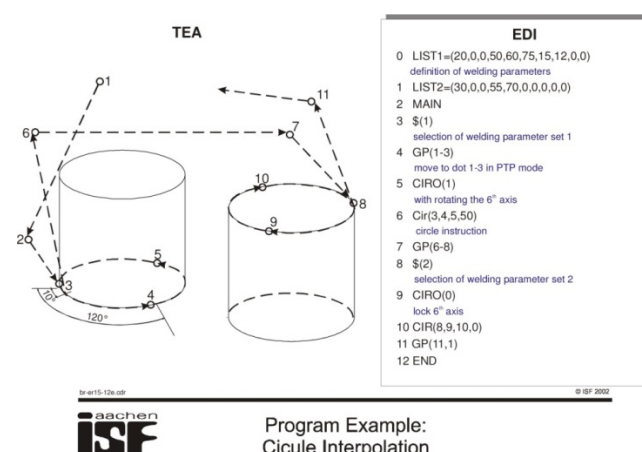 TEA
1
11
6
7
10
8
9
2
5
3
4
10°
120°
EDI
0 LIST1=(20,0,0,50,60,75,15,12,0,0)
definition of welding parameters
1 LIST2=(30,0,0,55,70,0,0,0,0,0)
2 MAIN
3 $(1)
selection of welding parameter set 1
4 GP(1-3)
move to dot 1-3 in PTP mode
5 CIRO(1)
with rotating the 6th axis
6 Cir(3,4,5,50)
circle instruction
7 GP(6-8)
8 $(2)
selection of welding parameter set 2
9 CIRO(0)
lock 6th axis
10 CIR(8,9,10,0)
11 GP(11,1)
12 END
br-er15-12e.cdr
© ISF 2002
aachen
ISF
Program Example:
Cicule Interpolation